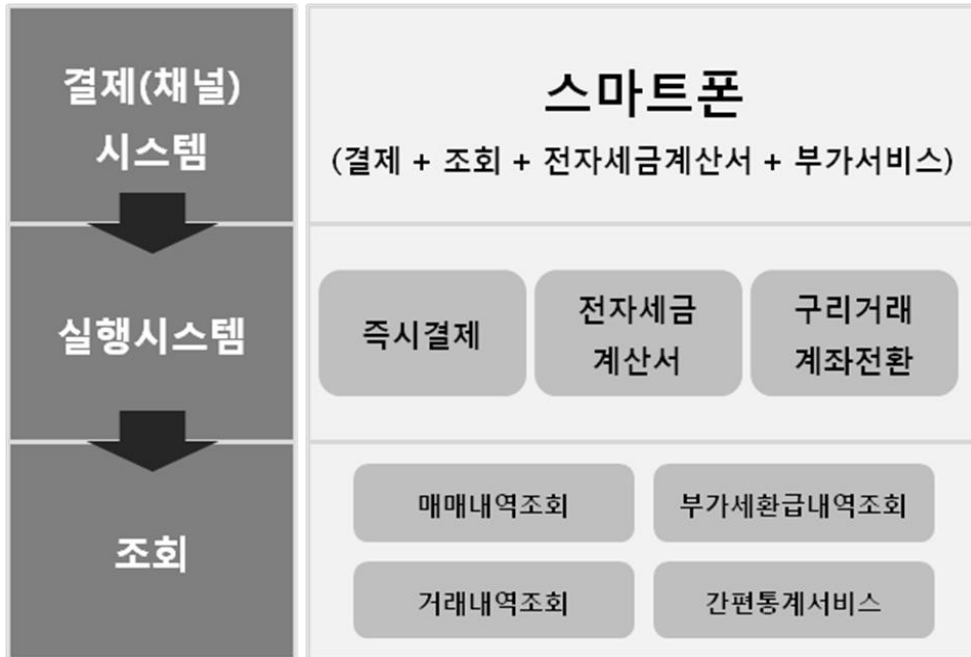 결제(채널)
시스템
스마트폰
(결제 + 조회 + 전자세금계산서 + 부가서비스)
실행시스템
즉시결제
전자세금
계산서
구리거래
계좌전환
조회
매매내역조회
부가세환급내역조회
거래내역조회
간편통계서비스